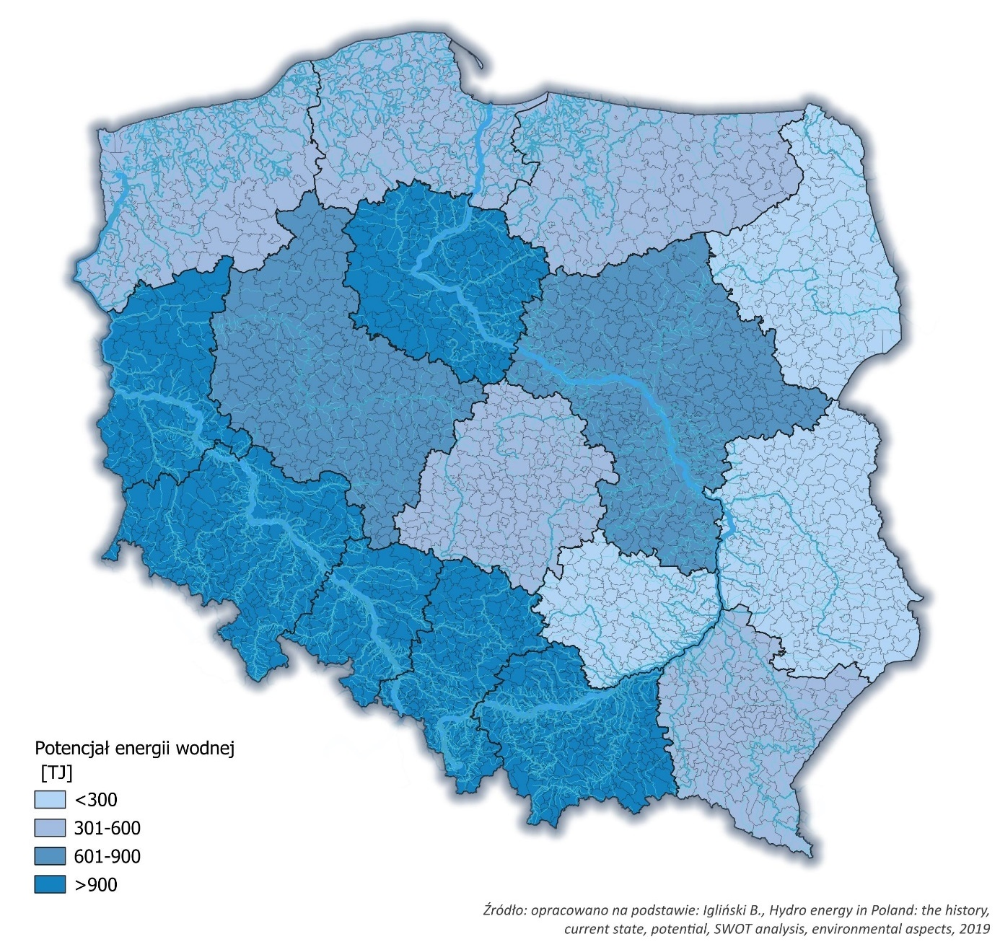 Potencjał energii wodnej
[TJ]
<300
301-600
601-900
>900
Źródło: opracowano na podstawie: Igliński B., Hydro energy in Poland: the history,
current state, potential, SWOT analysis, environmental aspects, 2019